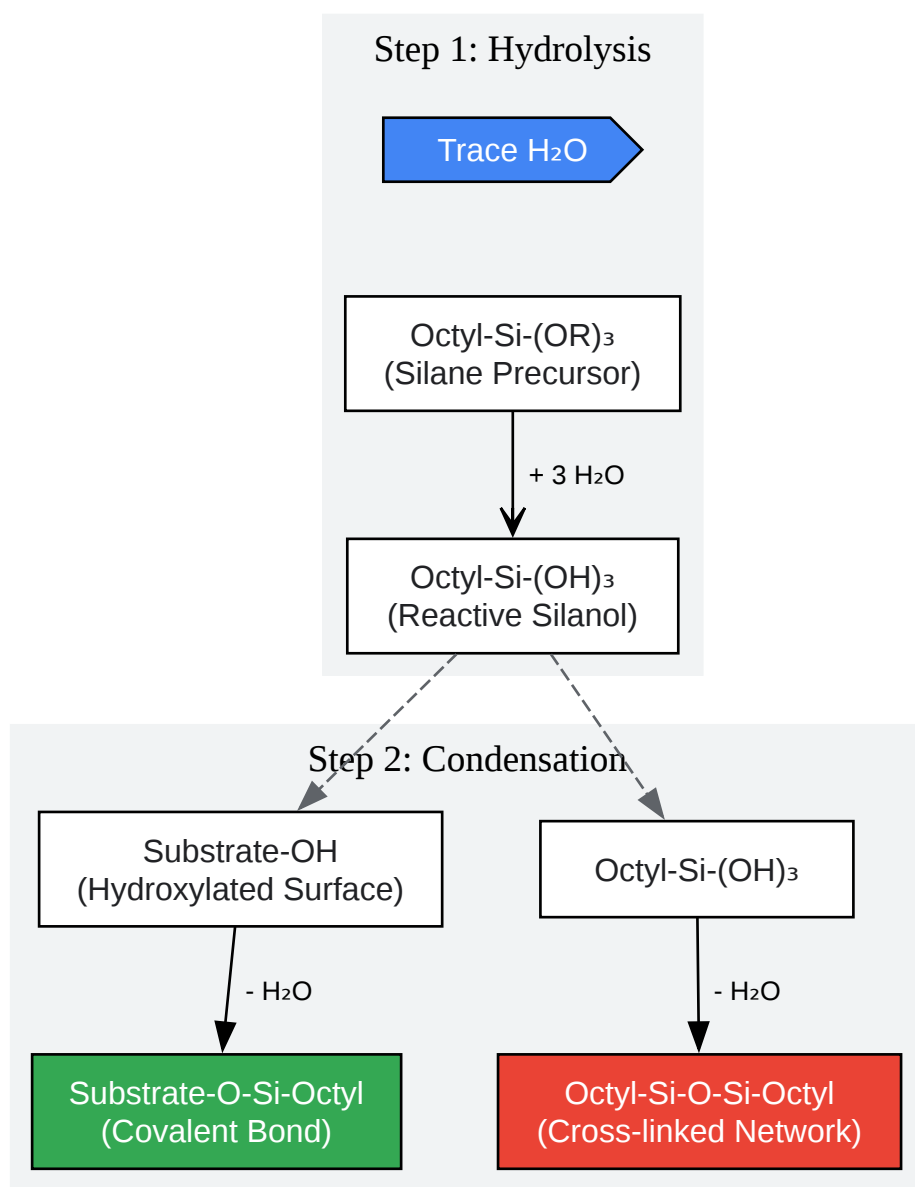 Step 1: Hydrolysis
Trace H₂O
Octyl-Si-(OR)₃
(Silane Precursor)
+ 3 H₂O
Octyl-Si-(OH)₃
(Reactive Silanol)
Step 2: Condensation
Substrate-OH
(Hydroxylated Surface)
Octyl-Si-(OH)₃
- H₂O
- H₂O
Substrate-O-Si-Octyl
(Covalent Bond)
Octyl-Si-O-Si-Octyl
(Cross-linked Network)